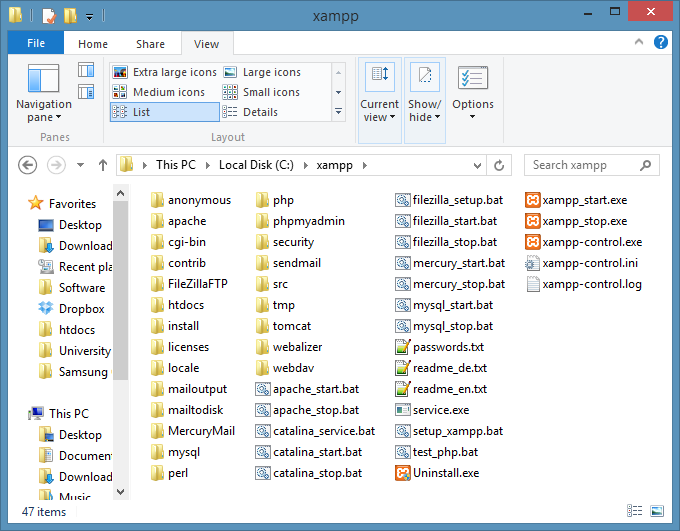 xampp
File Home Share View
Navigation pane
Extra large icons Large icons
Medium icons Small icons
List Details
Current view
Show/hide
Options
Panes Layout
This PC Local Disk (C:) xampp
Search xampp
Favorites
Desktop
Download
Recent pla
Software
Dropbox
htdocs
University
Samsung
This PC
Desktop
Document
Download
Music
anonymous
apache
cgi-bin
contrib
FileZillaFTP
htdocs
install
licenses
locale
mailoutput
mailtodisk
MercuryMail
mysql
perl
php
phpmyadmin
security
sendmail
src
tmp
tomcat
webalizer
webdav
apache_start.bat
apache_stop.bat
catalina_service.bat
catalina_start.bat
catalina_stop.bat
filezilla_setup.bat
filezilla_start.bat
filezilla_stop.bat
mercury_start.bat
mercury_stop.bat
mysql_start.bat
mysql_stop.bat
passwords.txt
readme_de.txt
readme_en.txt
service.exe
setup_xampp.bat
test_php.bat
Uninstall.exe
xampp_start.exe
xampp_stop.exe
xampp-control.exe
xampp-control.ini
xampp-control.log
47 items